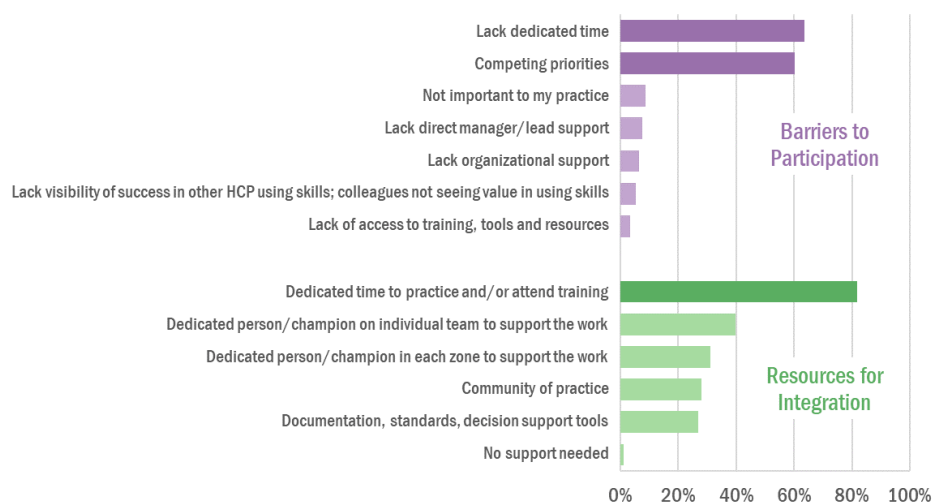 Lack dedicated time
Competing priorities
Not important to my practice
Lack direct manager/lead support
Lack organizational support
Lack visibility of success in other HCP using skills; colleagues not seeing value in using skills
Lack of access to training, tools and resources
Barriers to
Participation
Dedicated time to practice and/or attend training
Dedicated person/champion on individual team to support the work
Dedicated person/champion in each zone to support the work
Community of practice
Documentation, standards, decision support tools
No support needed
Resources for
Integration
0% 20% 40% 60% 80% 100%